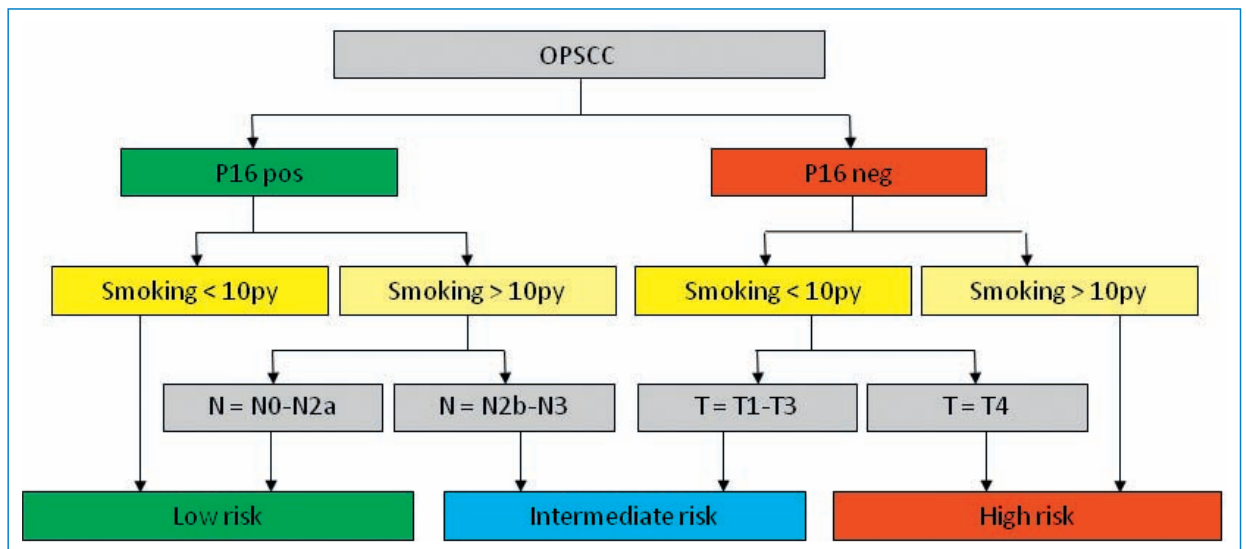 OPSCC
P16 pos
P16 neg
Smoking < 10py
Smoking > 10py
Smoking < 10py
Smoking > 10py
N = N0-N2a
N = N2b-N3
T = T1-T3
T = T4
Low risk
Intermediate risk
High risk